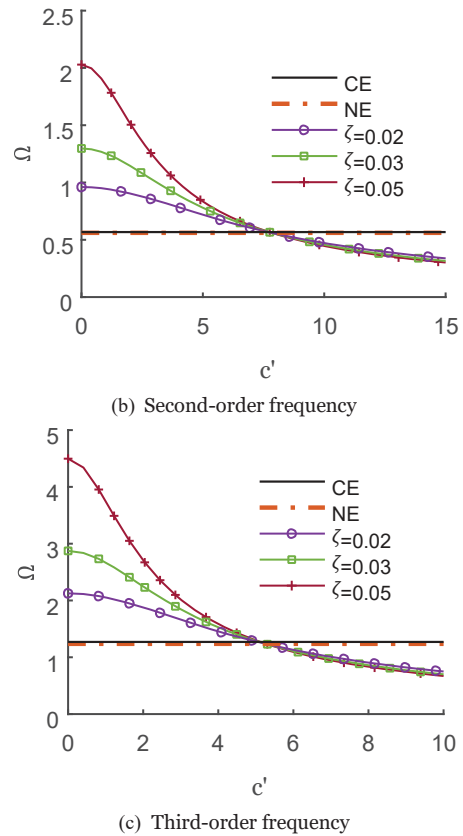 2.5
2
1.5
1
0.5
0
Ω
CE
NE
ζ=0.02
ζ=0.03
ζ=0.05
0 5 10 15
c'
(b) Second-order frequency
5
4
3
2
1
0
Ω
CE
NE
ζ=0.02
ζ=0.03
ζ=0.05
0 2 4 6 8 10
c'
(c) Third-order frequency